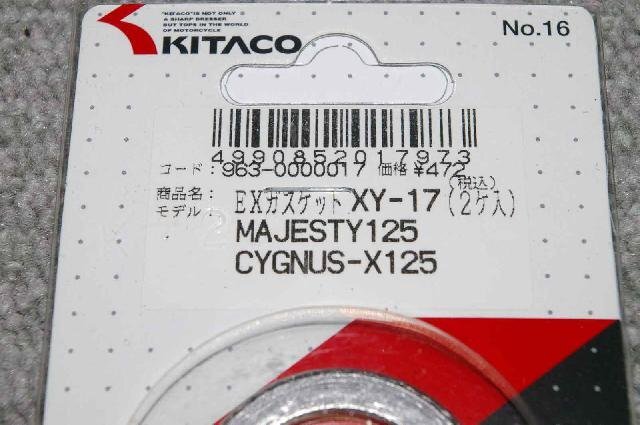 "KITACO" IS NOT ONLY
A SHARP DRESSER
BUT TOPS IN THE WORLD
OF MOTORCYCLE
KITACO
No.16
4990852017973
コード:963-0000017 価格 ¥472
(税込)
商品名: EXガスケット XY-17 (2ケ入)
モデル: MAJESTY125
CYGNUS-X125